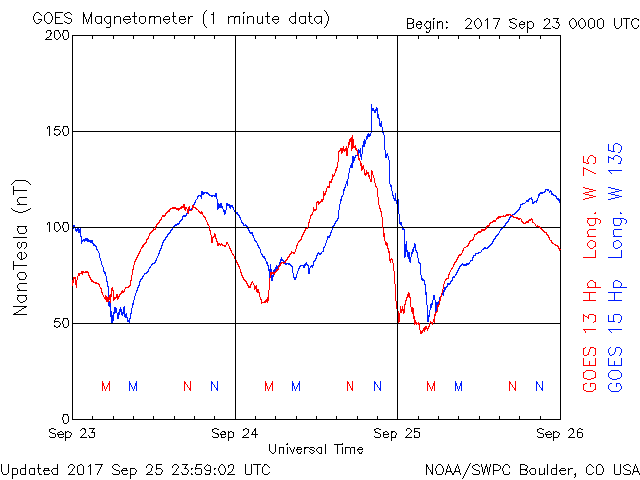 GOES Magnetometer (1 minute data)
Begin: 2017 Sep 23 0000 UTC
200
150
100
50
0
NanoTesla (nT)
M M N N M M N N M M N N
Sep 23 Sep 24 Sep 25 Sep 26
Universal Time
GOES 13 Hp Long. W 75
GOES 15 Hp Long. W 135
Updated 2017 Sep 25 23:59:02 UTC
NOAA/SWPC Boulder, CO USA